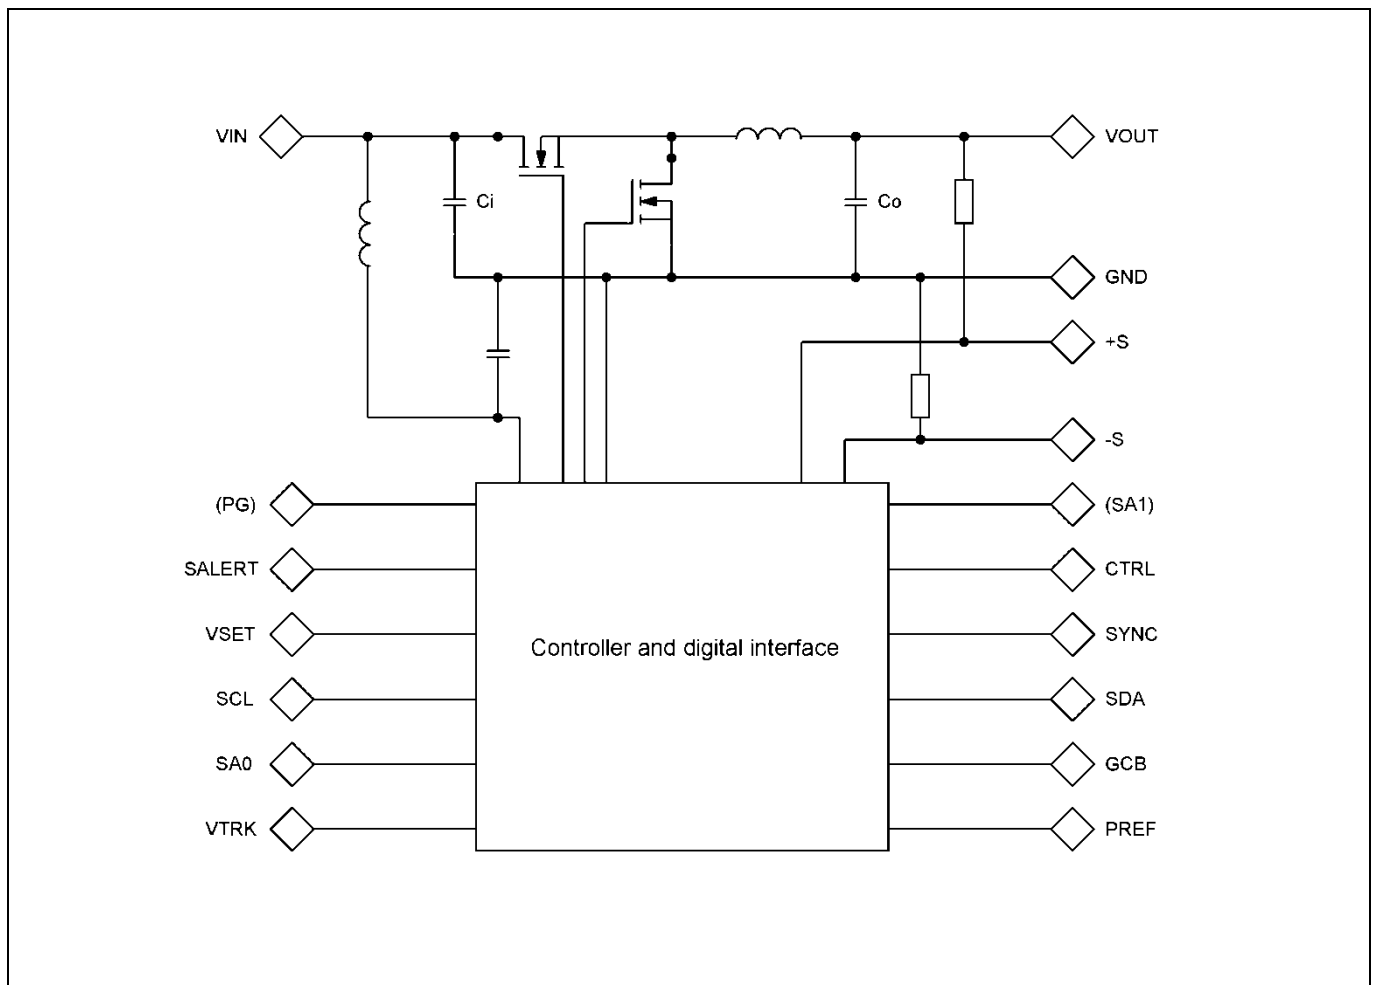 VIN
VOUT
Ci
Co
GND
+S
-S
(PG)
(SA1)
SALERT
CTRL
VSET
SYNC
Controller and digital interface
SCL
SDA
SA0
GCB
VTRK
PREF